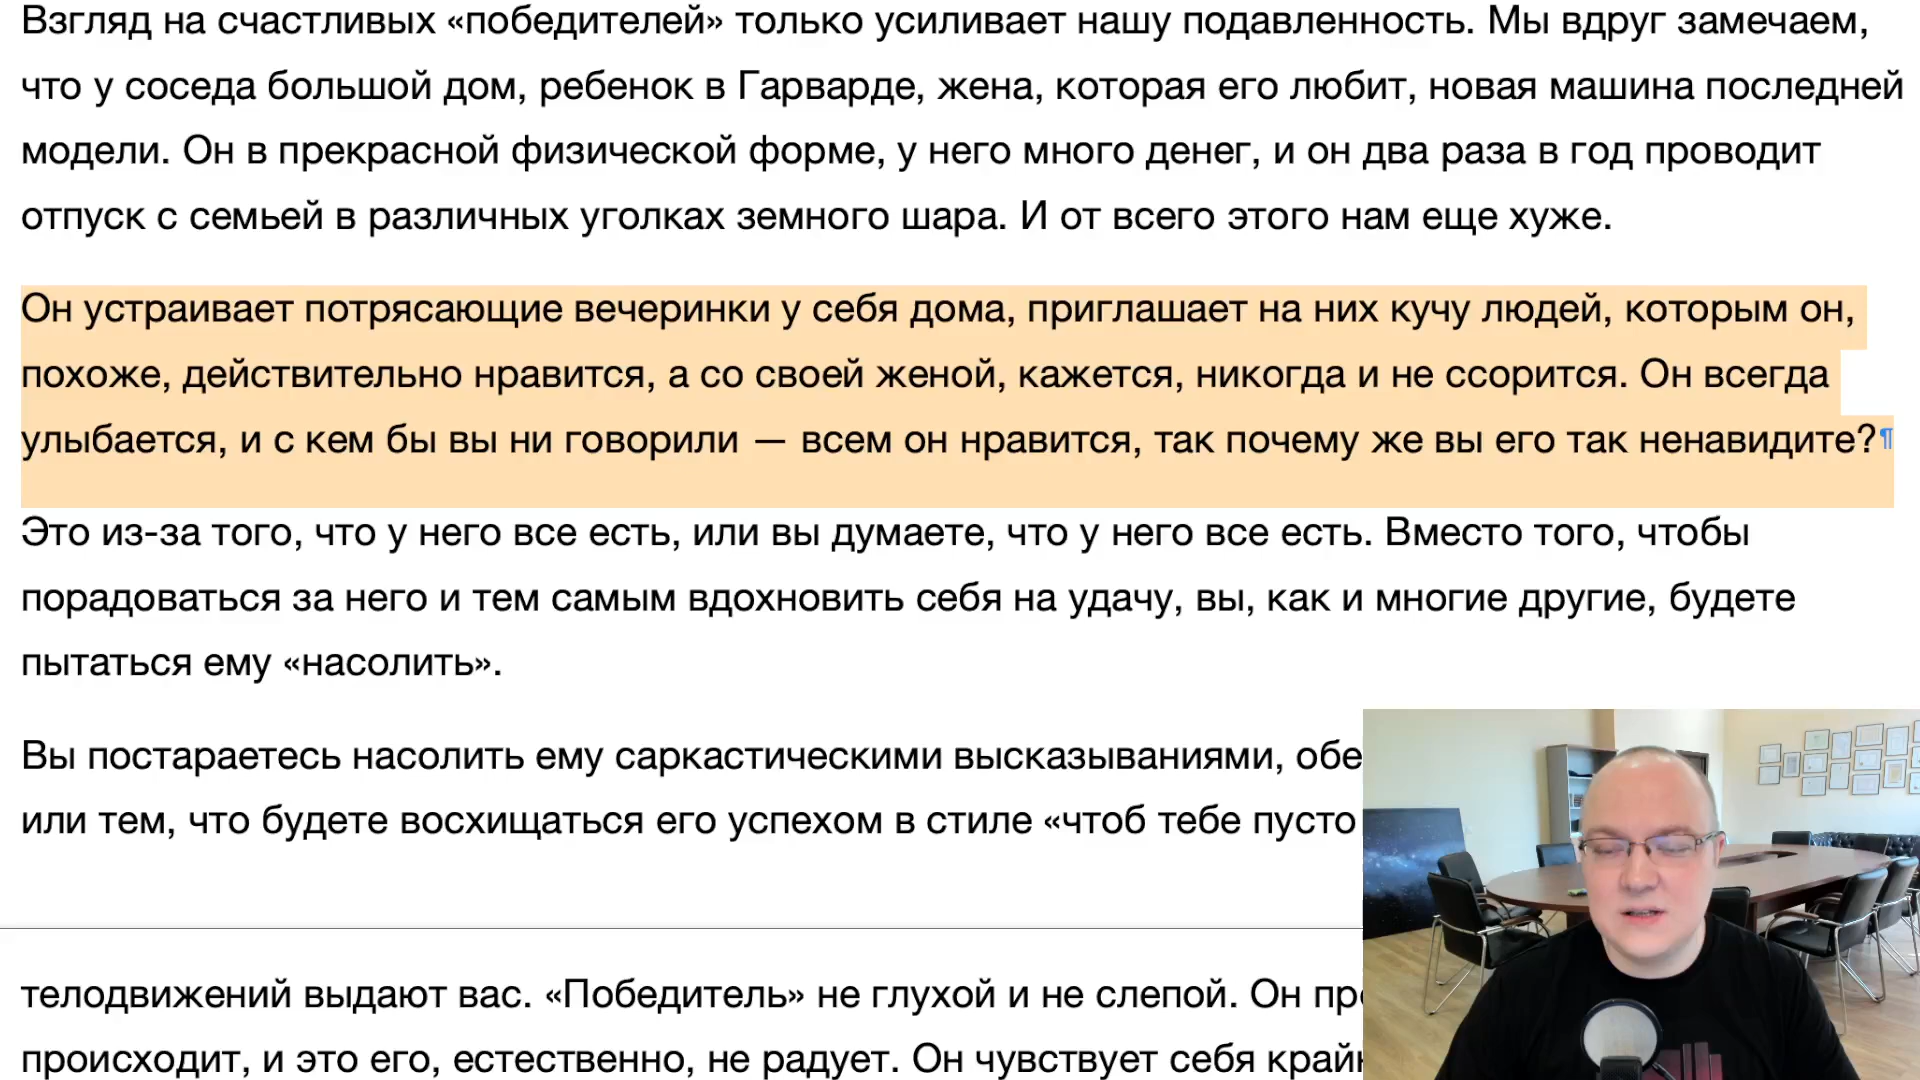 Взгляд на счастливых «победителей» только усиливает нашу подавленность. Мы вдруг замечаем,
что у соседа большой дом, ребенок в Гарварде, жена, которая его любит, новая машина последней
модели. Он в прекрасной физической форме, у него много денег, и он два раза в год проводит
отпуск с семьей в различных уголках земного шара. И от всего этого нам еще хуже.
Он устраивает потрясающие вечеринки у себя дома, приглашает на них кучу людей, которым он,
похоже, действительно нравится, а со своей женой, кажется, никогда и не ссорится. Он всегда
улыбается, и с кем бы вы ни говорили — всем он нравится, так почему же вы его так ненавидите?¶
Это из-за того, что у него все есть, или вы думаете, что у него все есть. Вместо того, чтобы
порадоваться за него и тем самым вдохновить себя на удачу, вы, как и многие другие, будете
пытаться ему «насолить».
Вы постараетесь насолить ему саркастическими высказываниями, обе
или тем, что будете восхищаться его успехом в стиле «чтоб тебе пусто
телодвижений выдают вас. «Победитель» не глухой и не слепой. Он пр
происходит, и это его, естественно, не радует. Он чувствует себя край